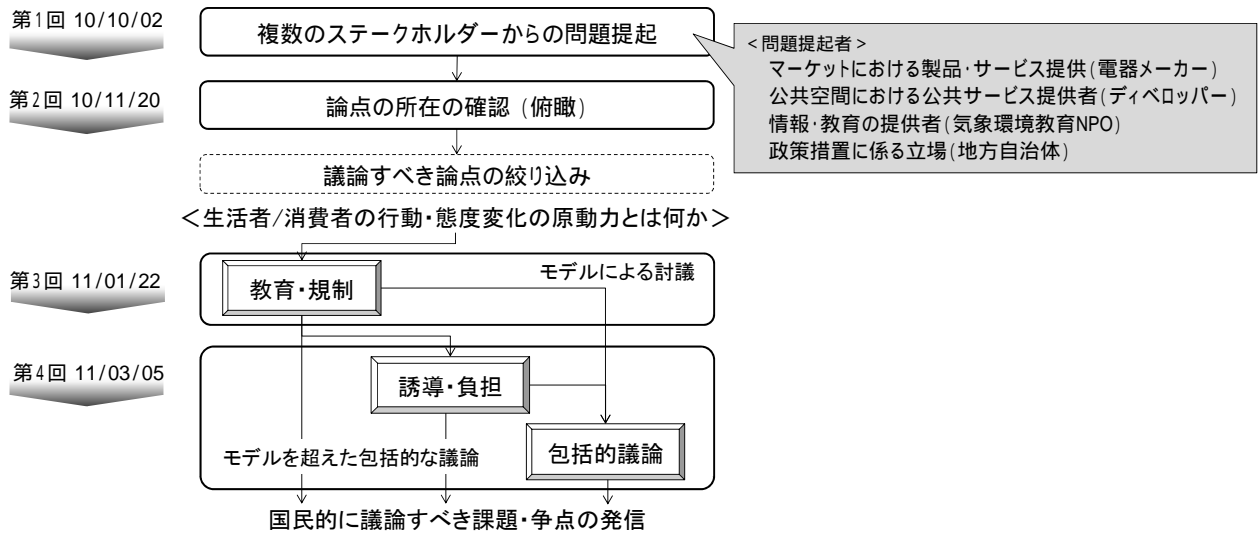 第1回 10/10/02
複数のステークホルダーからの問題提起
<問題提起者>
マーケットにおける製品・サービス提供(電器メーカー)
公共空間における公共サービス提供者(ディベロッパー)
情報・教育の提供者(気象環境教育NPO)
政策措置に係る立場(地方自治体)
第2回 10/11/20
論点の所在の確認(俯瞰)
議論すべき論点の絞り込み
＜生活者/消費者の行動・態度変化の原動力とは何か＞
第3回 11/01/22
モデルによる討議
教育・規制
第4回 11/03/05
誘導・負担
モデルを超えた包括的な議論
包括的議論
国民的に議論すべき課題・争点の発信